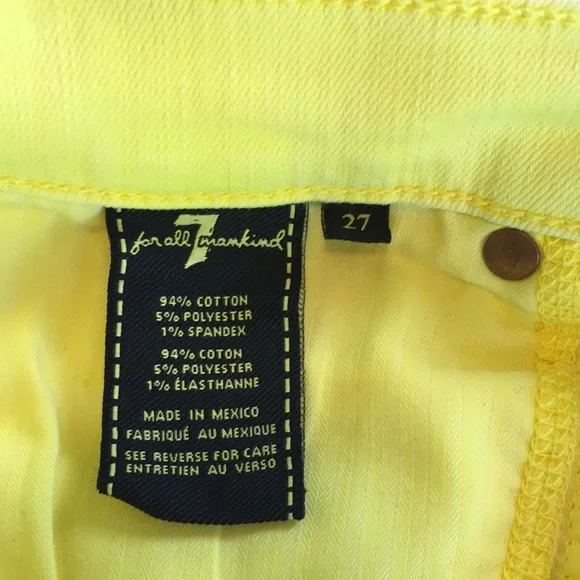 7
for all mankind
27
94% COTTON
5% POLYESTER
1% SPANDEX
94% COTON
5% POLYESTER
1% ÉLASTHANNE
MADE IN MEXICO
FABRIQUÉ AU MEXIQUE
SEE REVERSE FOR CARE
ENTRETIEN AU VERSO